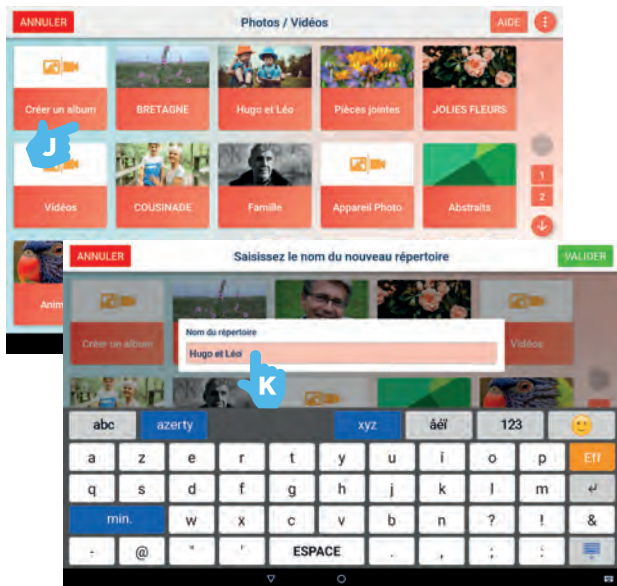 ANNULER Photos / Vidéos AIDE
Créer un album BRETAGNE Hugo et Léo Pièces jointes JOLIES FLEURS
J
Vidéos COUSINADE Famille Appareil Photo Abstraits
1
2
Anim
ANNULER Saisissez le nom du nouveau répertoire VALIDER
Créer un album Vidéos
Nom du répertoire
Hugo et Léo
K
abc azerty xyz âéï 123
a z e r t y u i o p Eff
q s d f g h j k l m
min. w x c v b n ? ! &
- @ " ' ESPACE . , ; :